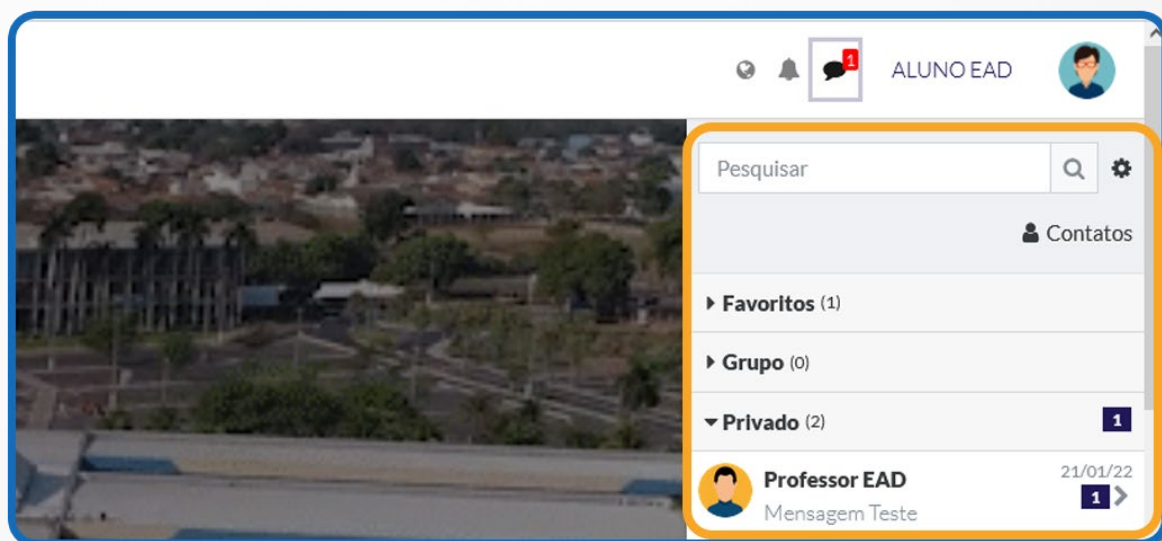 1
ALUNO EAD
Pesquisar
Contatos
Favoritos (1)
Grupo (0)
Privado (2) 1
Professor EAD 21/01/22
Mensagem Teste 1